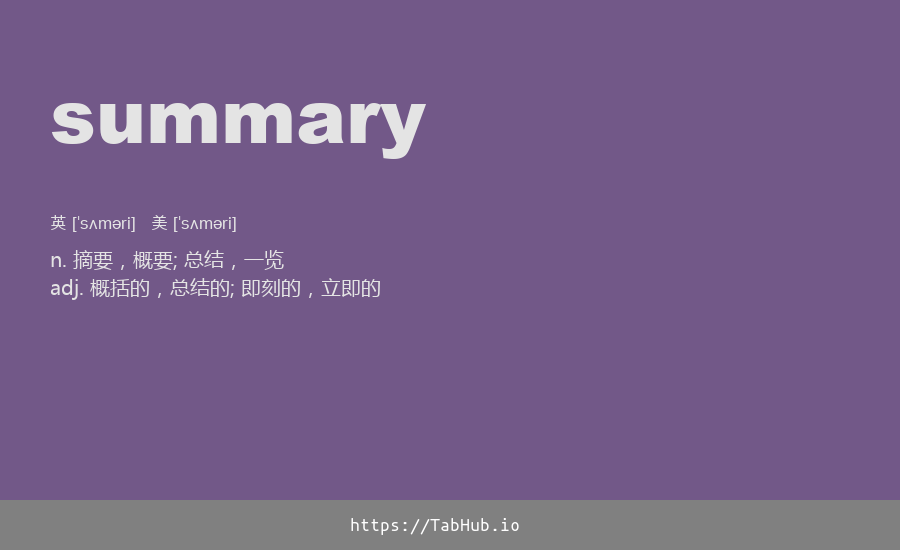 summary
英 [ˈsʌməri] 美 [ˈsʌməri]
n. 摘要，概要; 总结，一览
adj. 概括的，总结的; 即刻的，立即的
https://TabHub.io